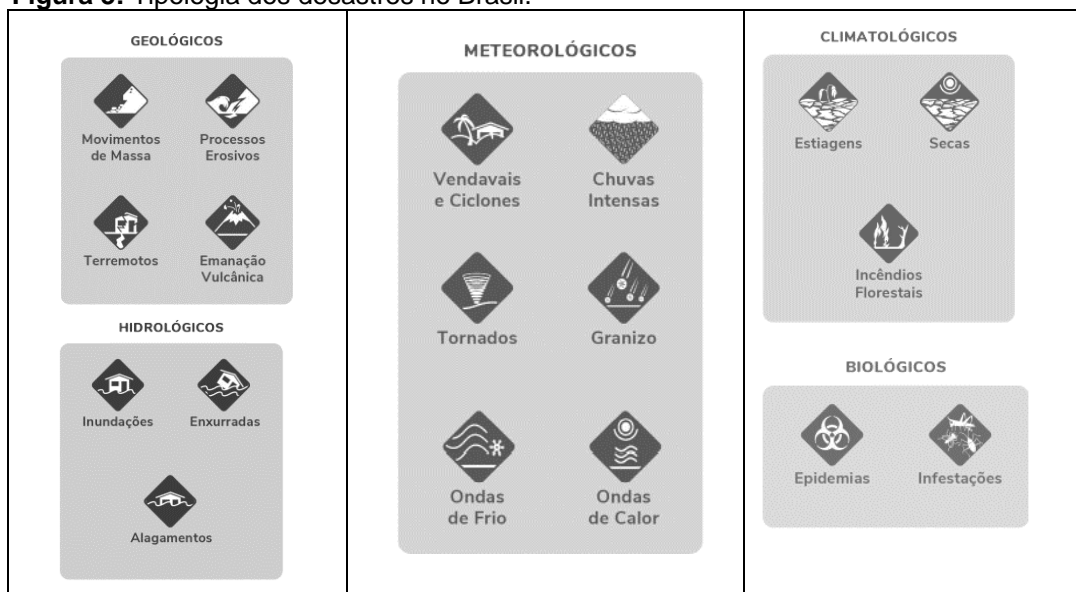 Figura 3: Tipologia dos desastres no Brasil.
GEOLÓGICOS
Movimentos
de Massa
Processos
Erosivos
Terremotos
Emanação
Vulcânica
HIDROLÓGICOS
Inundações
Enxurradas
Alagamentos
METEOROLÓGICOS
Vendavais
e Ciclones
Chuvas
Intensas
Tornados
Granizo
Ondas
de Frio
Ondas
de Calor
CLIMATOLÓGICOS
Estiagens
Secas
Incêndios
Florestais
BIOLÓGICOS
Epidemias
Infestações